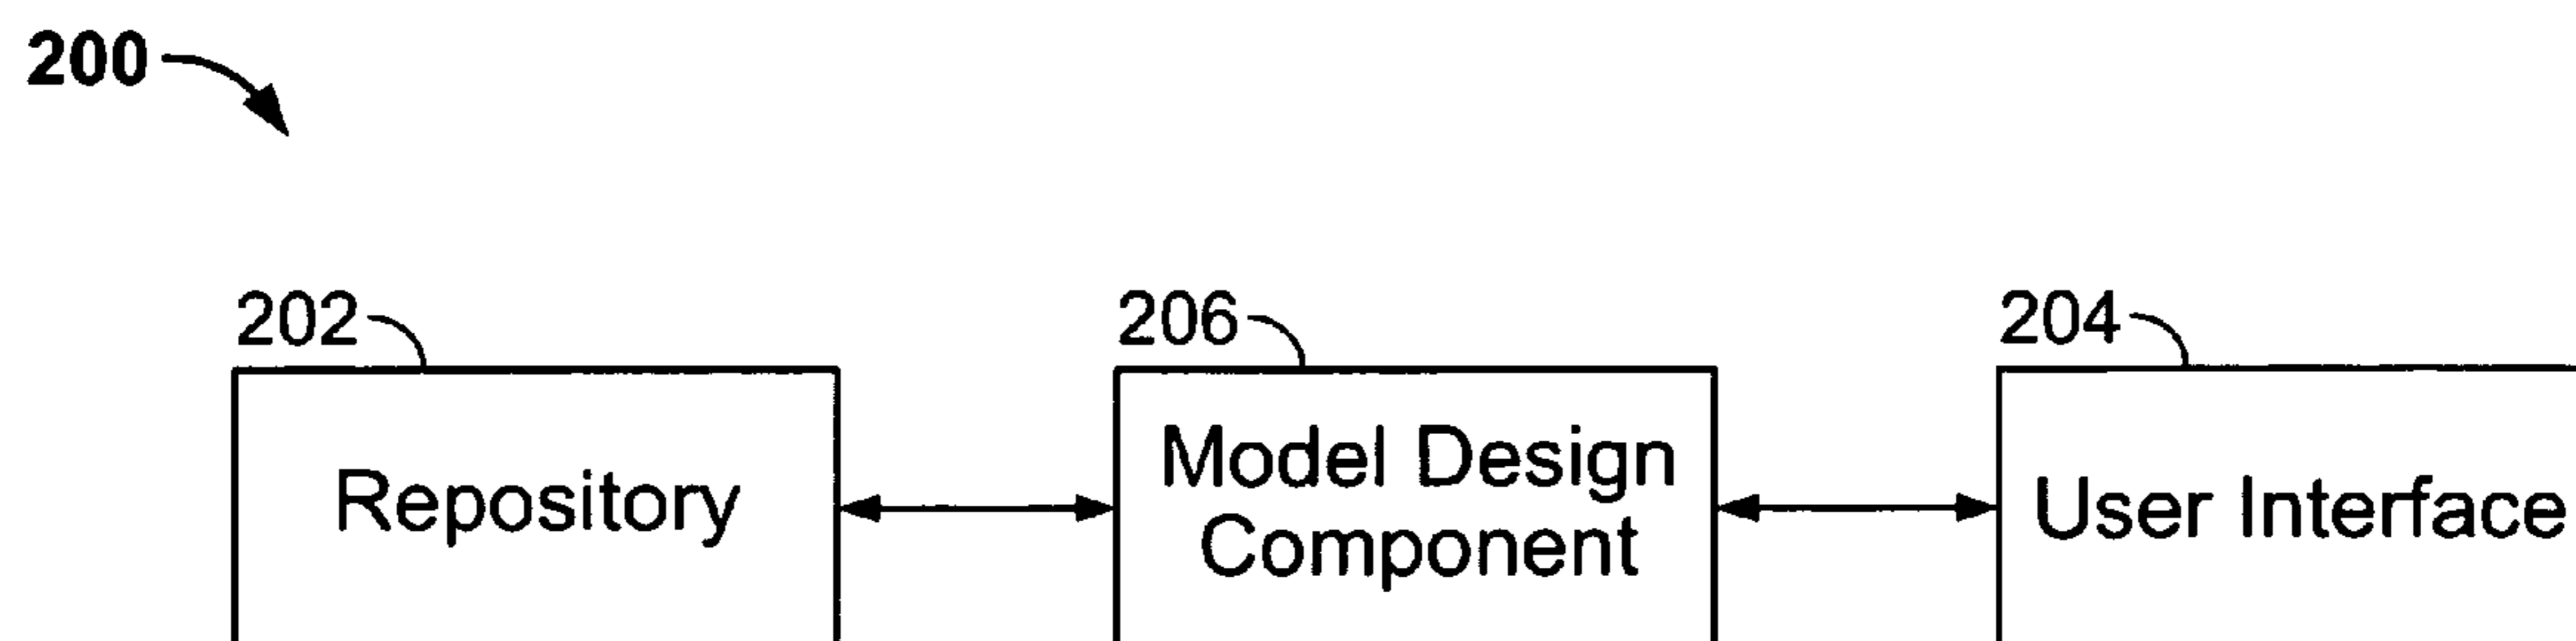 200
202
206
204
Repository
Model Design
Component
User Interface